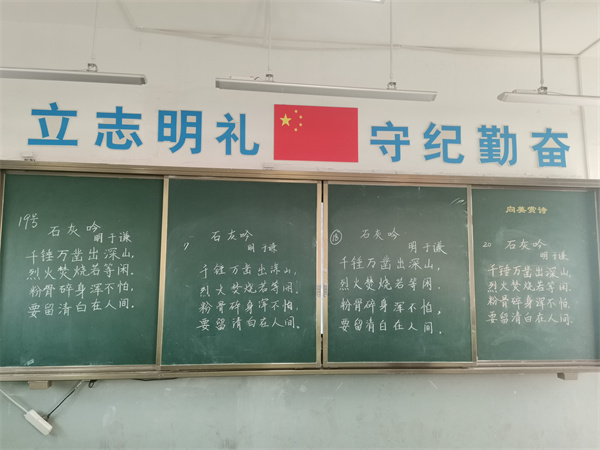 立志明礼 守纪勤奋
19号
石灰吟
明 于谦
千锤万凿出深山,
烈火焚烧若等闲,
粉骨碎身浑不怕,
要留清白在人间.
7
石灰吟
明 于谦
千锤万凿出深山,
烈火焚烧若等闲,
粉骨碎身浑不怕,
要留清白在人间.
石灰吟
明 于谦
千锤万凿出深山,
烈火焚烧若等闲.
粉骨碎身浑不怕,
要留清白在人间.
20
石灰吟
明 于谦
千锤万凿出深山,
烈火焚烧若等闲.
粉骨碎身浑不怕,
要留清白在人间.